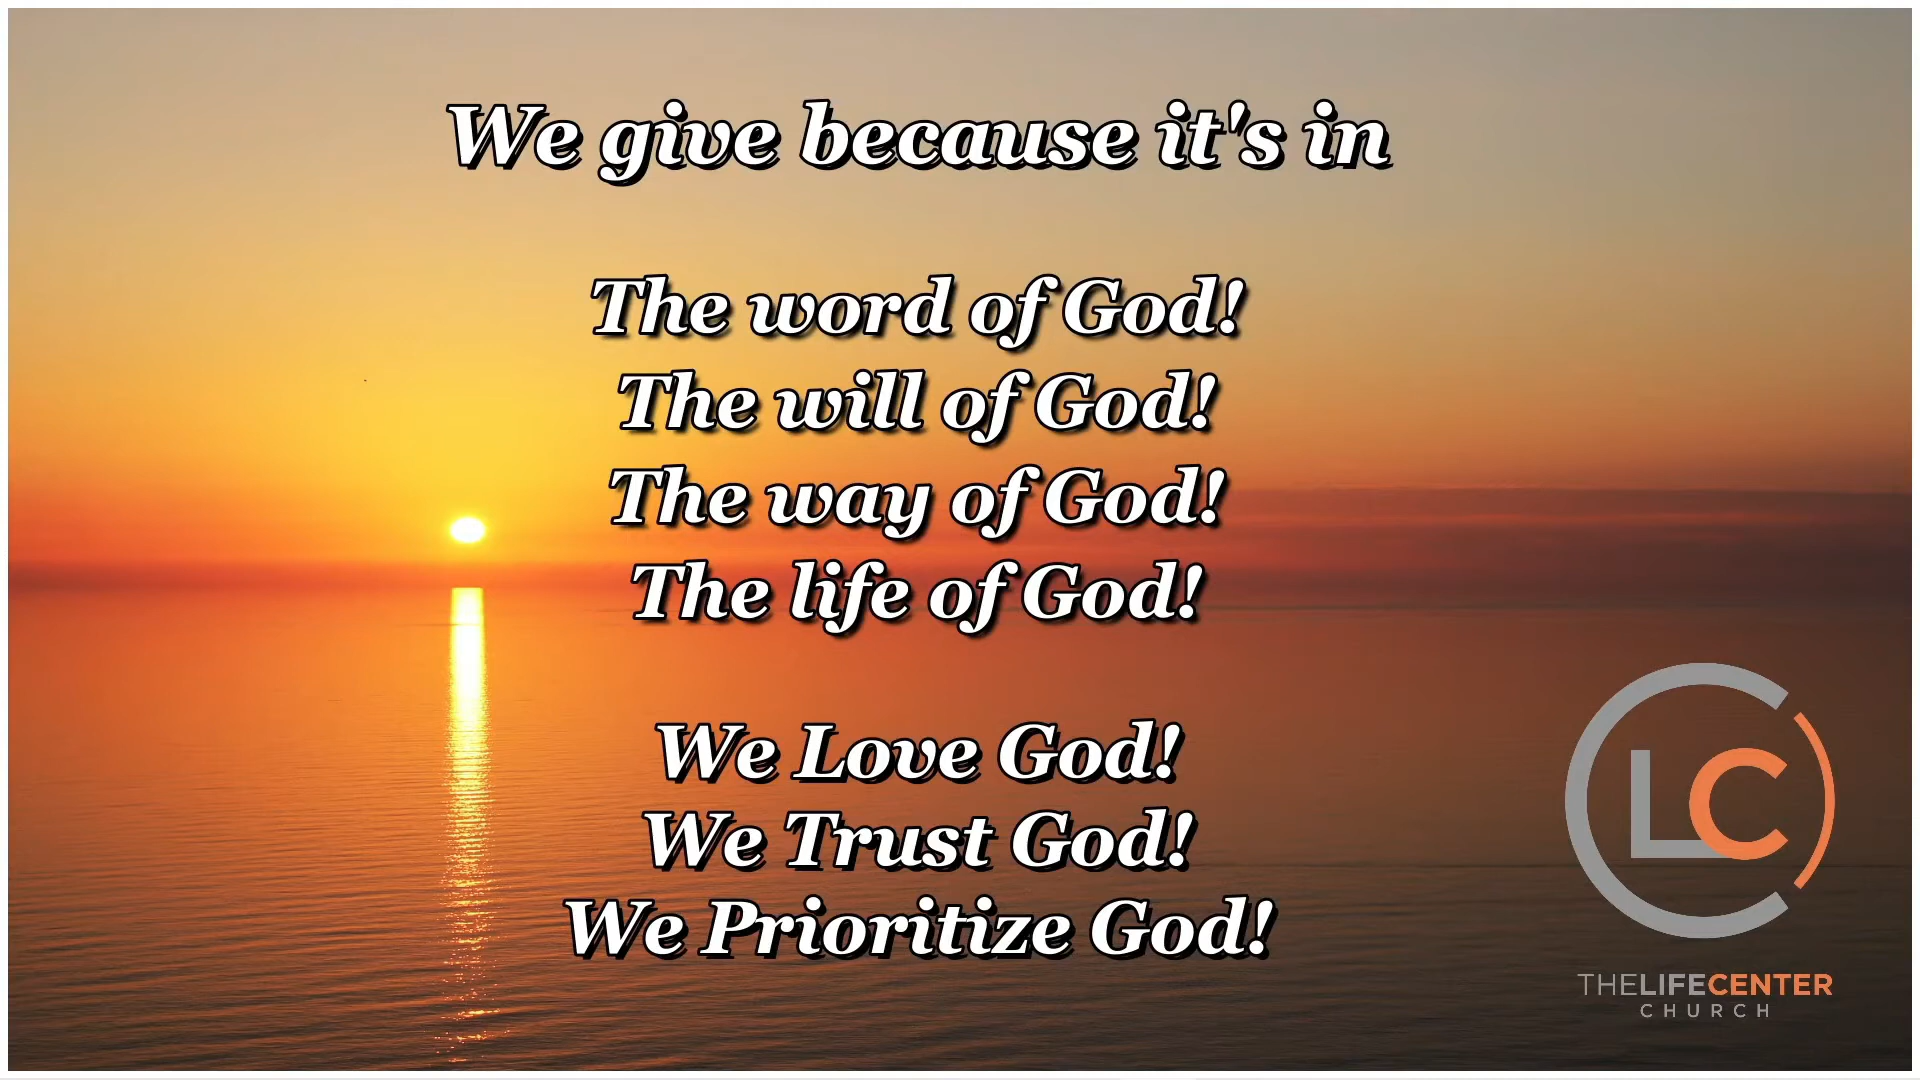 We give because it's in
The word of God!
The will of God!
The way of God!
The life of God!
We Love God!
We Trust God!
We Prioritize God!
LC
THELIFECENTER
CHURCH